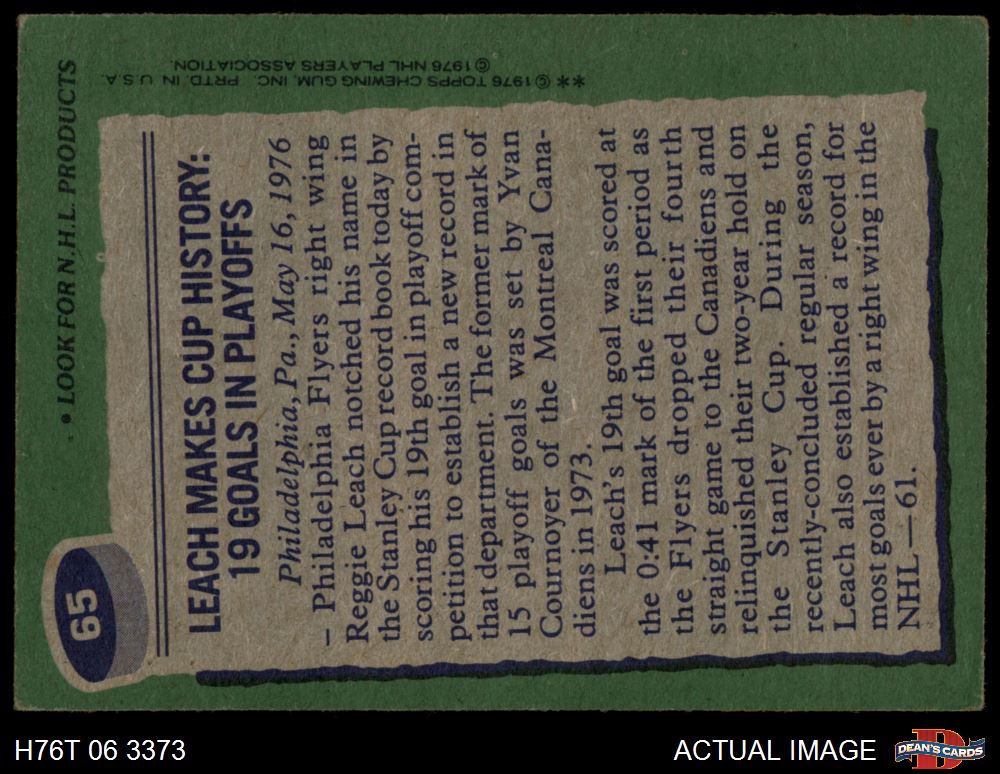 65
• LOOK FOR N.H.L. PRODUCTS
LEACH MAKES CUP HISTORY:
19 GOALS IN PLAYOFFS
Philadelphia, Pa., May 16, 1976
– Philadelphia Flyers right wing
Reggie Leach notched his name in
the Stanley Cup record book today by
scoring his 19th goal in playoff com-
petition to establish a new record in
that department. The former mark of
15 playoff goals was set by Yvan
Cournoyer of the Montreal Cana-
diens in 1973.
Leach's 19th goal was scored at
the 0:41 mark of the first period as
the Flyers dropped their fourth
straight game to the Canadiens and
relinquished their two-year hold on
the Stanley Cup. During the
recently-concluded regular season,
Leach also established a record for
most goals ever by a right wing in the
NHL—61.
**© 1976 TOPPS CHEWING GUM, INC. PRTD. IN U.S.A.
© 1976 NHL PLAYERS ASSOCIATION.
H76T 06 3373
ACTUAL IMAGE
D
DEAN'S CARDS